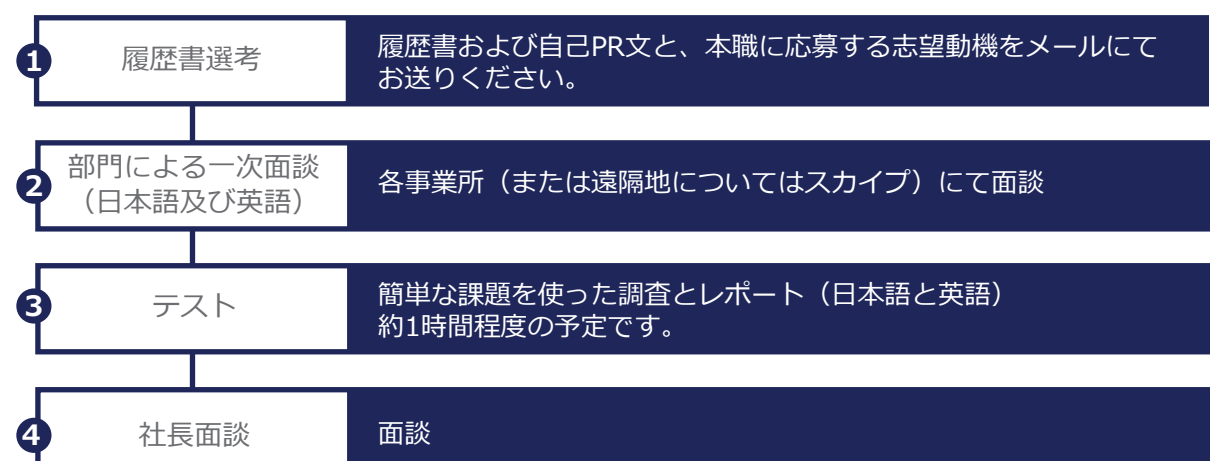 1
履歴書選考
履歴書および自己PR文と、本職に応募する志望動機をメールにて
お送りください。
2
部門による一次面談
（日本語及び英語）
各事業所（または遠隔地についてはスカイプ）にて面談
3
テスト
簡単な課題を使った調査とレポート（日本語と英語）
約1時間程度の予定です。
4
社長面談
面談